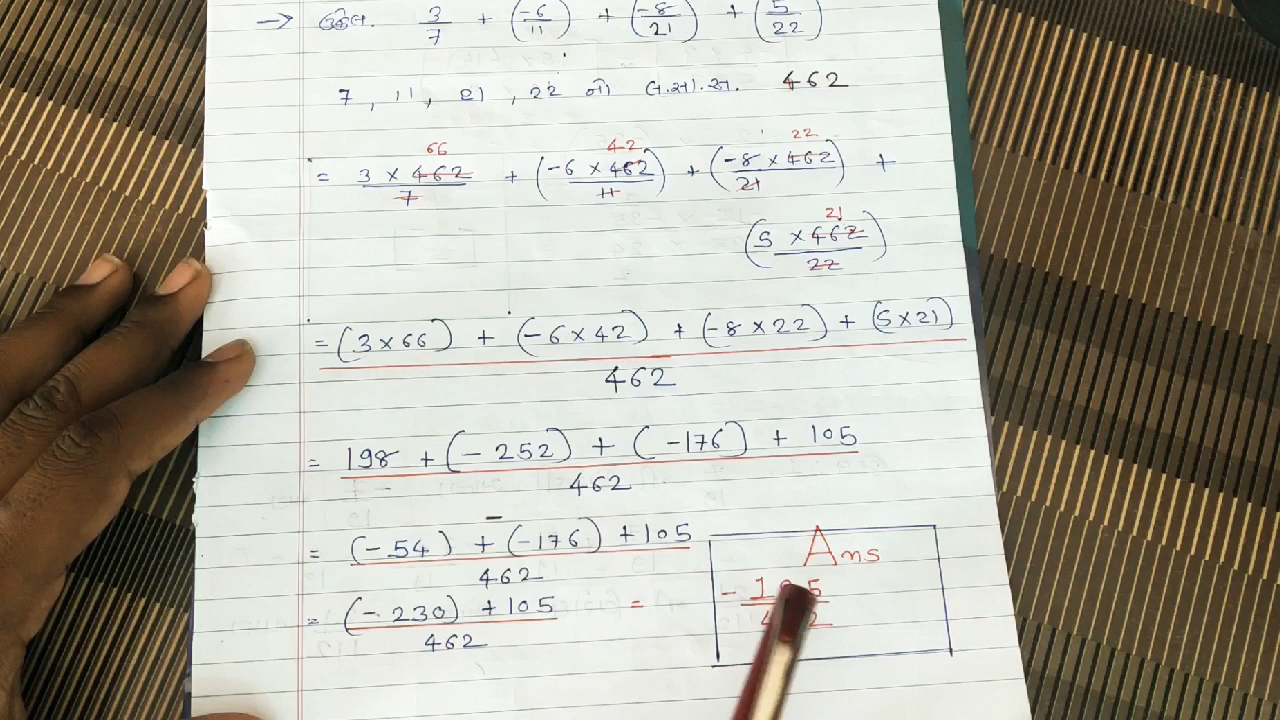 → ઉકેલ. 3/7 + (-6/11) + (-8/21) + (5/22)
7, 11, 21, 22 નો લ.સા.અ. 462
= 3 × 462/7 66 + (-6 × 462/11) 42 + (-8 × 462/21) 22 +
(5 × 462/22) 21
= (3×66) + (-6×42) + (-8×22) + (5×21)
462
= 198 + (-252) + (-176) + 105
462
= (-54) + (-176) + 105
462
Ans
= (-230) + 105 =
462